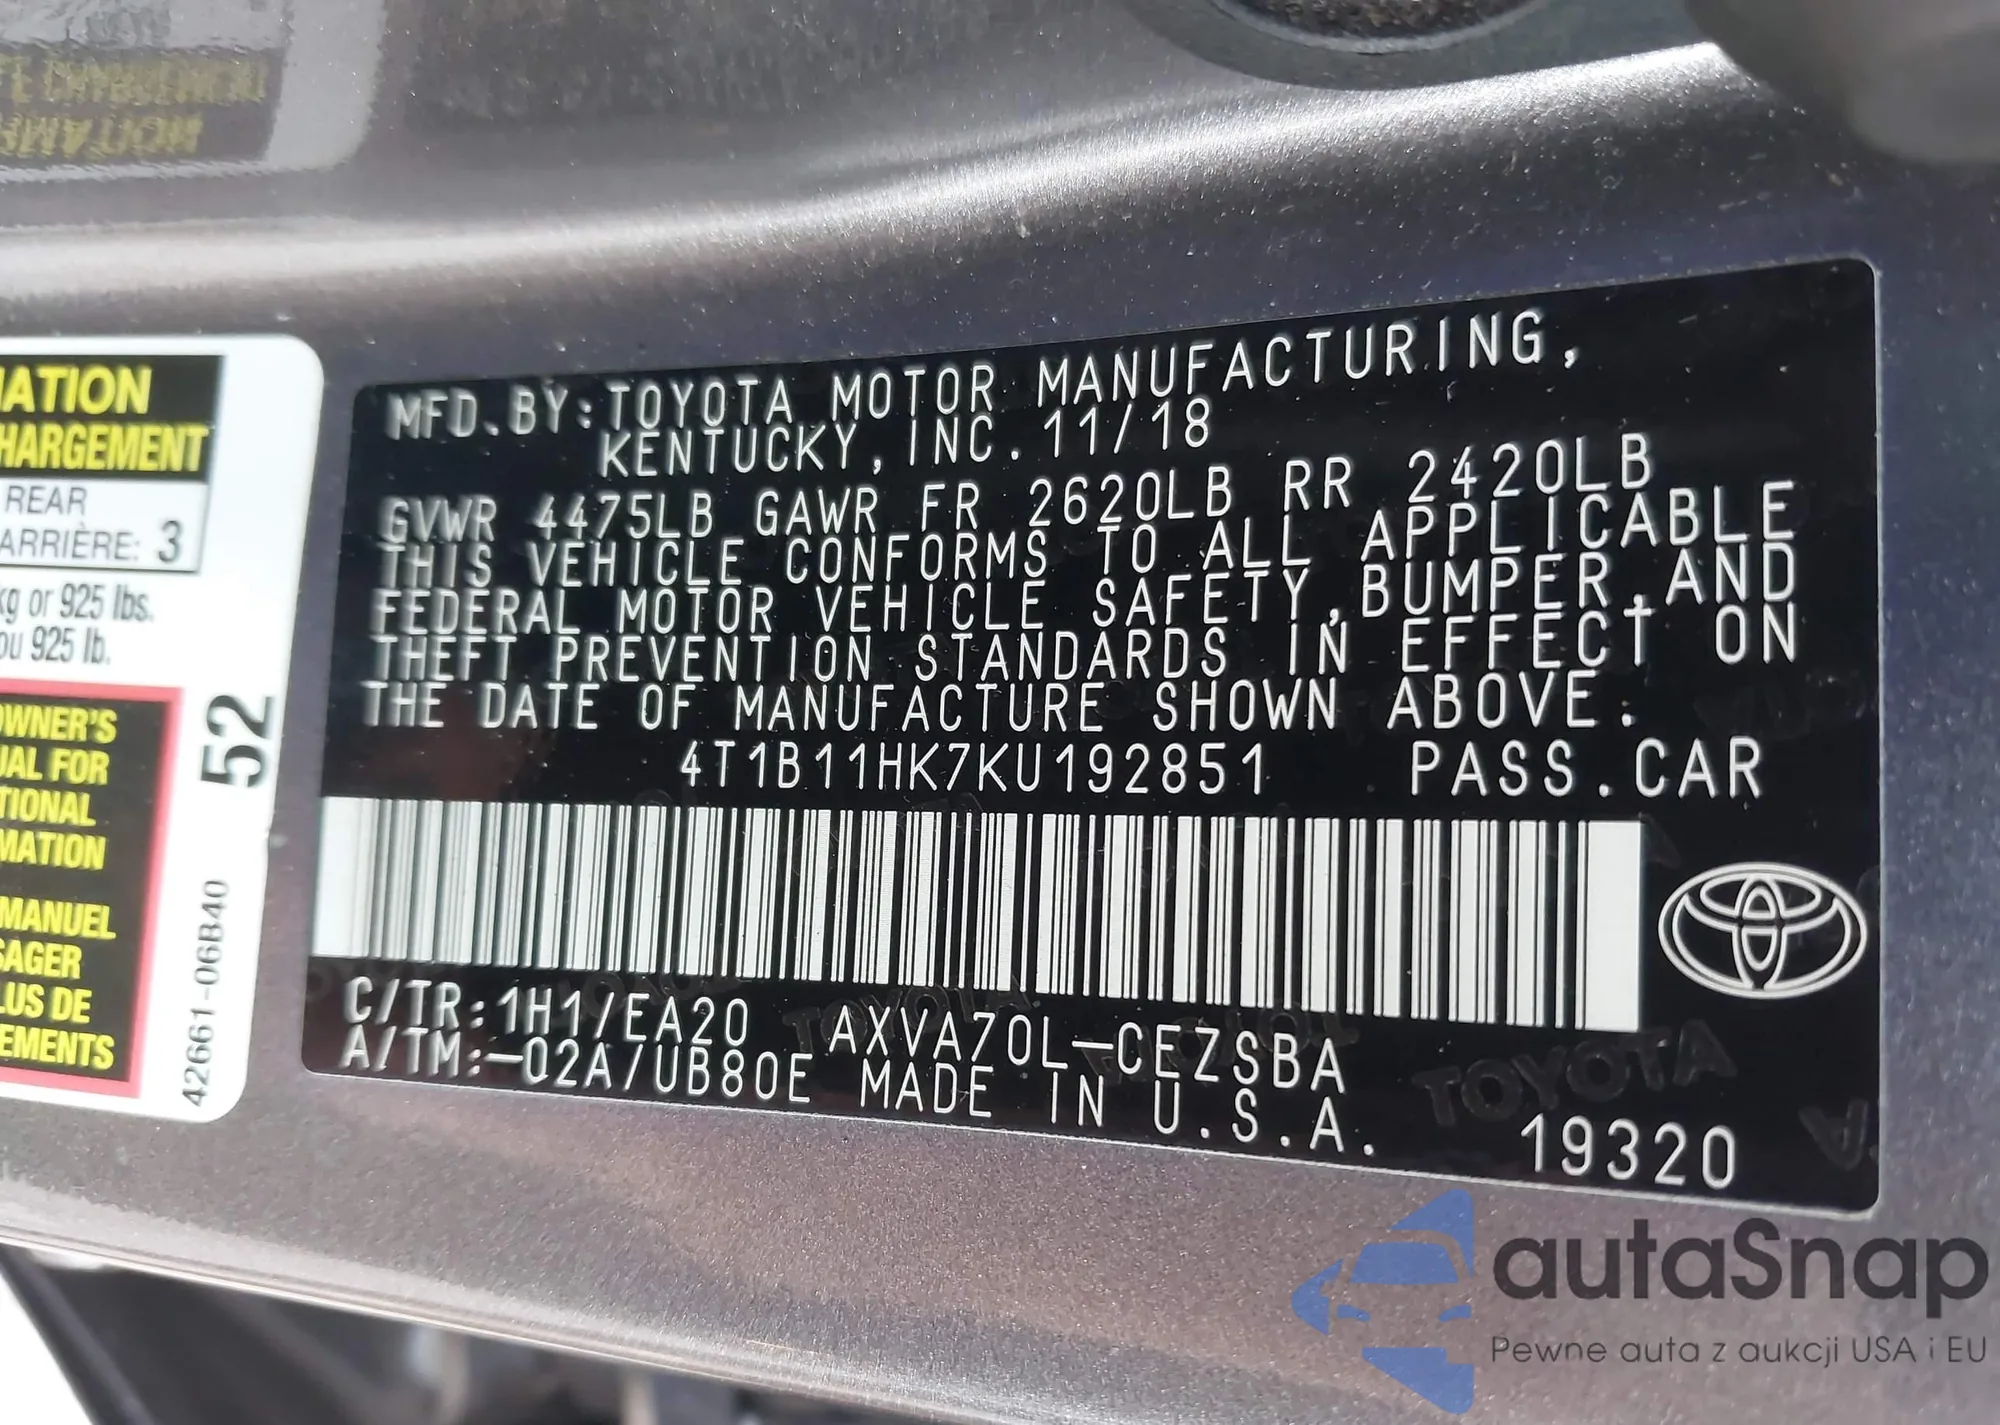 MATION
HARGEMENT
REAR
ARRIÈRE: 3
kg or 925 lbs.
ou 925 lb.
OWNER'S
UAL FOR
TIONAL
MATION
MANUEL
SAGER
LUS DE
EMENTS
52
42661-06B40
MFD.BY:TOYOTA MOTOR MANUFACTURING,
KENTUCKY, INC. 11/18
GVWR 4475LB GAWR FR 2620LB RR 2420LB
THIS VEHICLE CONFORMS TO ALL APPLICABLE
FEDERAL MOTOR VEHICLE SAFETY,BUMPER,AND
THEFT PREVENTION STANDARDS IN EFFECT ON
THE DATE OF MANUFACTURE SHOWN ABOVE.
4T1B11HK7KU192851 PASS.CAR
C/TR:1H1/EA20 AXVA70L-CEZSBA
A/TM:-02A/UB80E MADE IN U.S.A.
19320
TOYOTA
autaSnap
Pewne auta z aukcji USA i EU